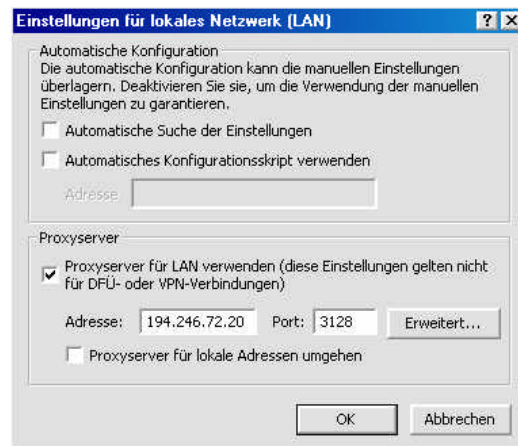 Einstellungen für lokales Netzwerk (LAN)
Automatische Konfiguration
Die automatische Konfiguration kann die manuellen Einstellungen
überlagern. Deaktivieren Sie sie, um die Verwendung der manuellen
Einstellungen zu garantieren.
Automatische Suche der Einstellungen
Automatisches Konfigurationsskript verwenden
Adresse
Proxyserver
Proxyserver für LAN verwenden (diese Einstellungen gelten nicht
für DFÜ- oder VPN-Verbindungen)
Adresse: 194.246.72.20 Port: 3128 Erweitert...
Proxyserver für lokale Adressen umgehen
OK Abbrechen